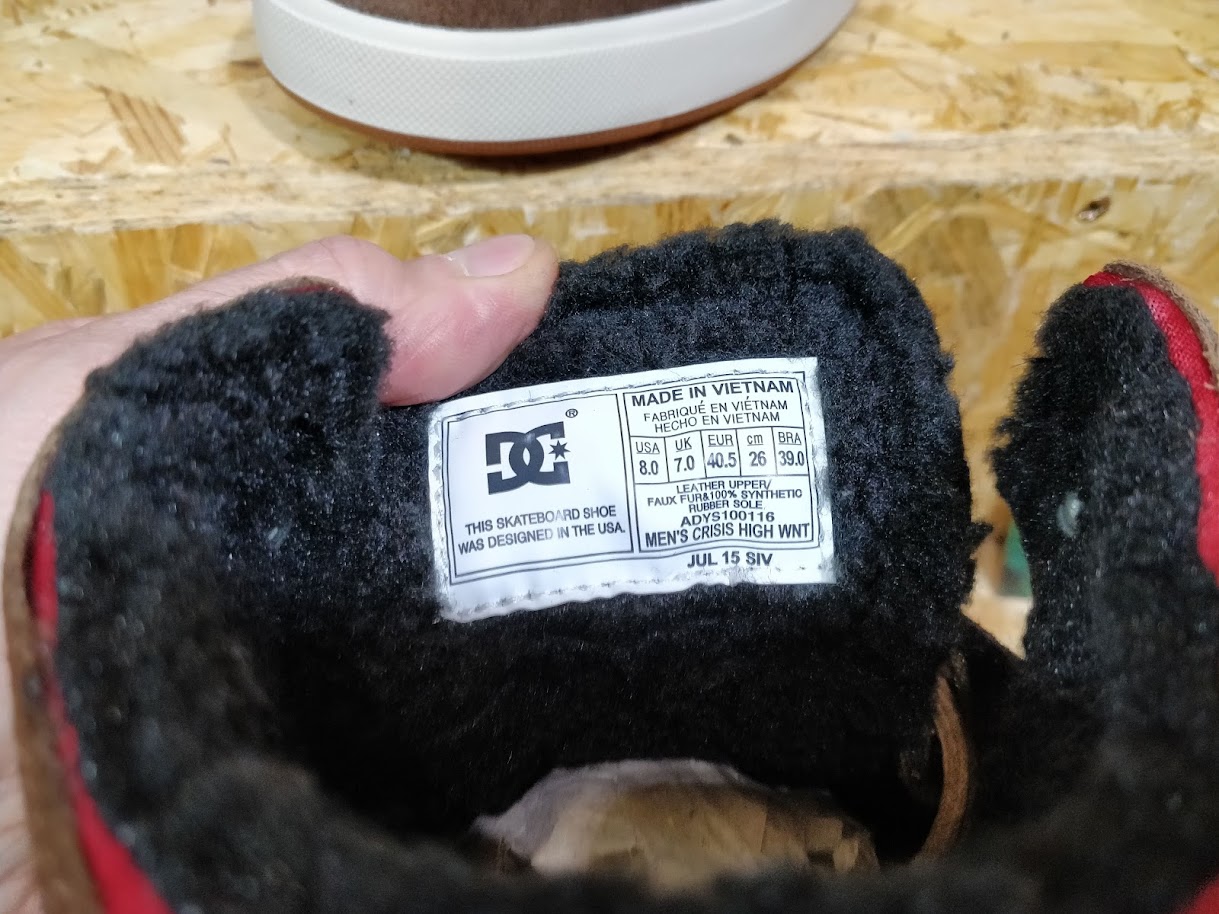 DC®
THIS SKATEBOARD SHOE
WAS DESIGNED IN THE USA.
MADE IN VIETNAM
FABRIQUÉ EN VIÉTNAM
HECHO EN VIETNAM
USA UK EUR cm BRA
8.0 7.0 40.5 26 39.0
LEATHER UPPER/
FAUX FUR&100% SYNTHETIC
RUBBER SOLE
ADYS100116
MEN'S CRISIS HIGH WNT
JUL 15 SIV